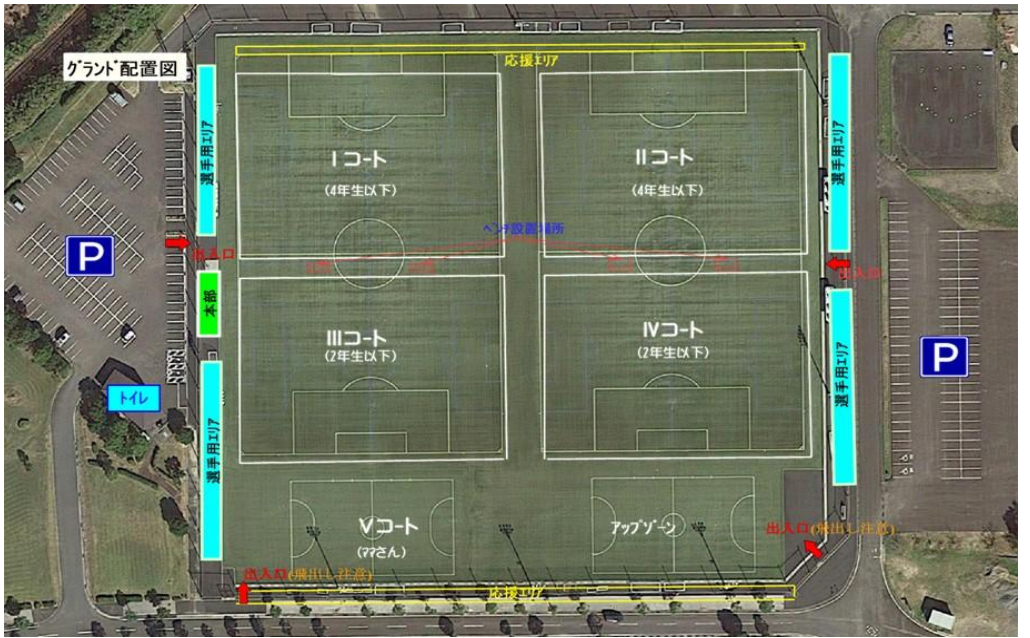 グランド配置図
応援エリア
選手用エリア
選手用エリア
Iコート
(4年生以下)
IIコート
(4年生以下)
ベンチ設置場所
P
出入口
出入口
本部
IIIコート
(2年生以下)
IVコート
(2年生以下)
P
トイレ
選手用エリア
選手用エリア
Vコート
(ママさん)
アップゾーン
出入口(飛出し注意)
出入口(飛出し注意)
応援エリア